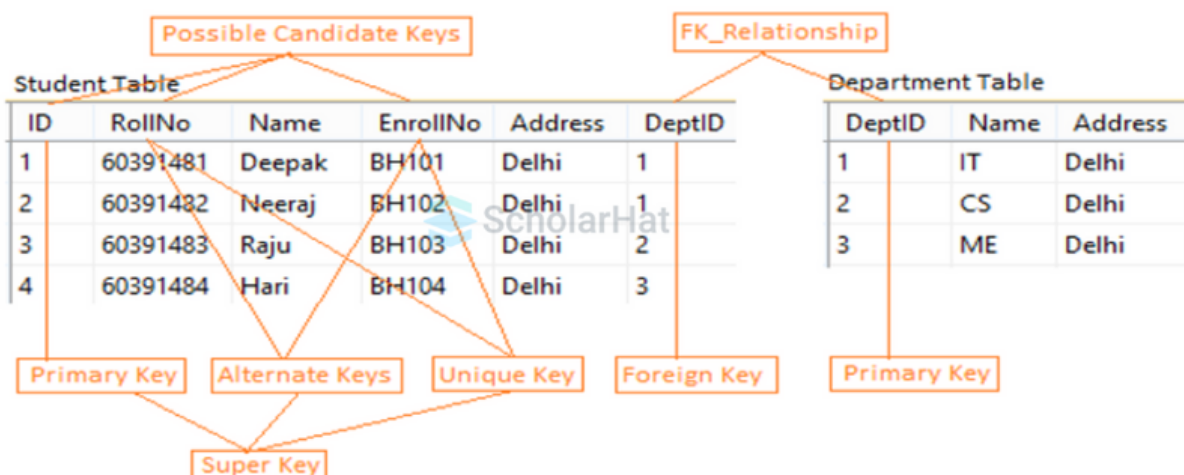 Possible Candidate Keys
FK_Relationship
Student Table
Department Table
ID RollNo Name EnrollNo Address DeptID
1 60391481 Deepak BH101 Delhi 1
2 60391482 Neeraj BH102 Delhi 1
3 60391483 Raju BH103 Delhi 2
4 60391484 Hari BH104 Delhi 3
DeptID Name Address
1 IT Delhi
2 CS Delhi
3 ME Delhi
ScholarHat
Primary Key Alternate Keys Unique Key Foreign Key Primary Key
Super Key